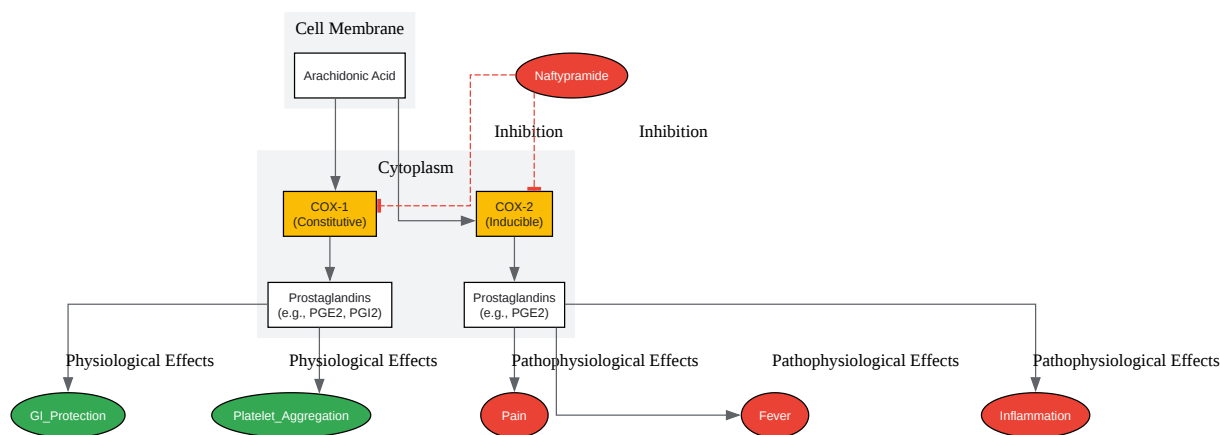 Cell Membrane
Arachidonic Acid
Naftypramide
Inhibition
Inhibition
Cytoplasm
COX-1
(Constitutive)
COX-2
(Inducible)
Prostaglandins
(e.g., PGE2, PGI2)
Prostaglandins
(e.g., PGE2)
Physiological Effects
Physiological Effects
Pathophysiological Effects
Pathophysiological Effects
Pathophysiological Effects
GI_Protection
Platelet_Aggregation
Pain
Fever
Inflammation